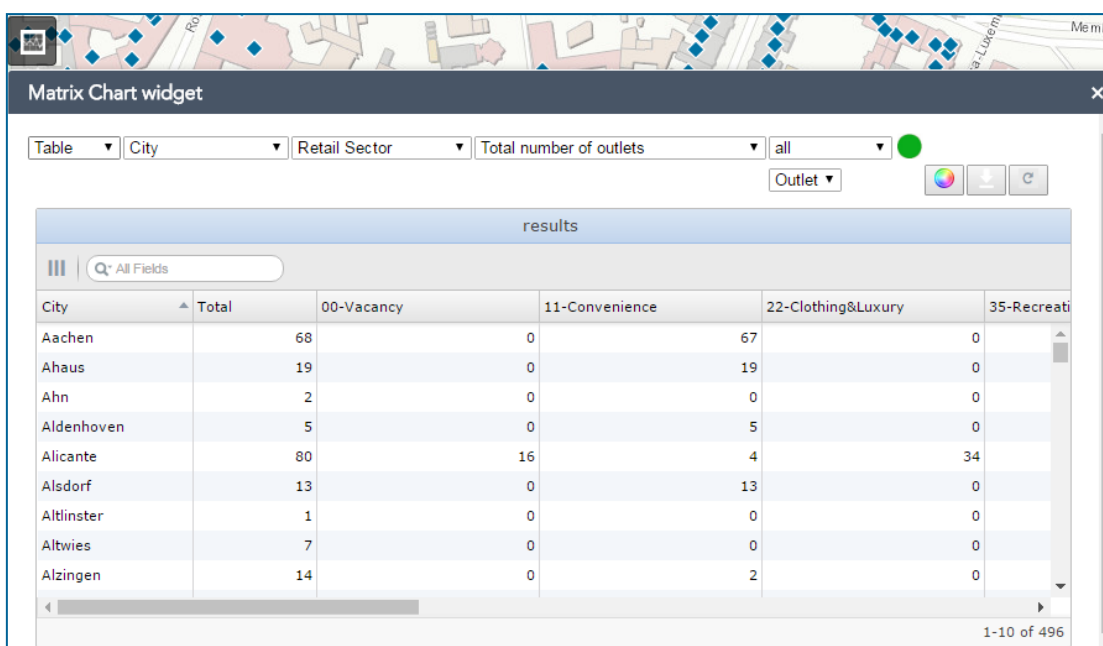 Ro
a-Luxem
Mem
Matrix Chart widget
Table City Retail Sector Total number of outlets all
Outlet
results
All Fields
City Total 00-Vacancy 11-Convenience 22-Clothing&Luxury 35-Recreati
Aachen 68 0 67 0
Ahaus 19 0 19 0
Ahn 2 0 0 0
Aldenhoven 5 0 5 0
Alicante 80 16 4 34
Alsdorf 13 0 13 0
Altlinster 1 0 0 0
Altwies 7 0 0 0
Alzingen 14 0 2 0
1-10 of 496